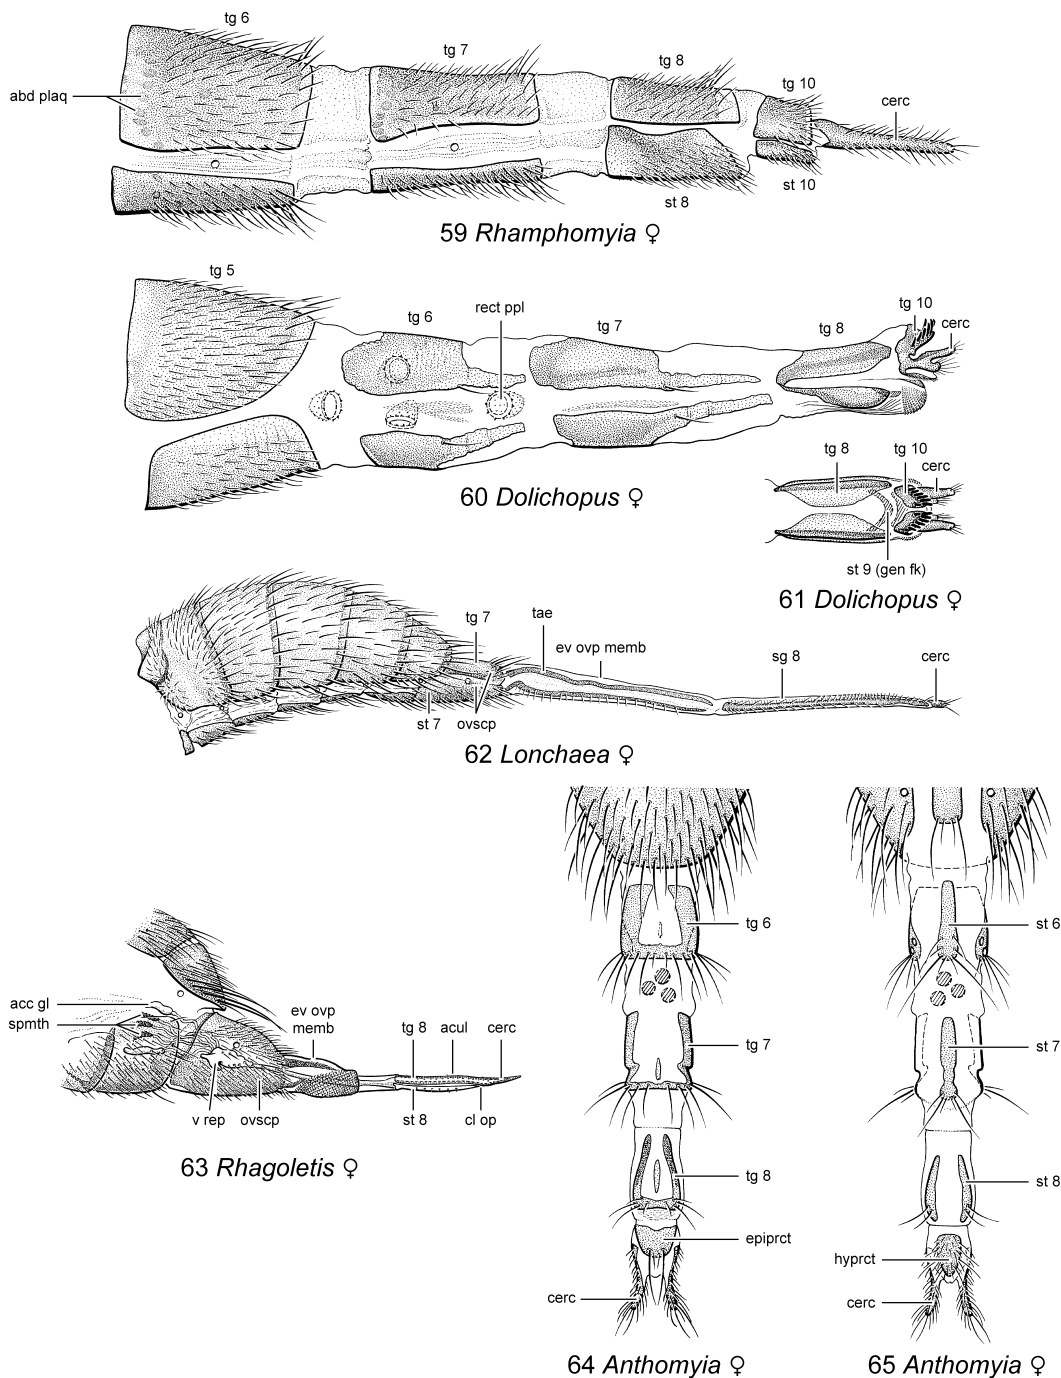 tg 6
tg 7
tg 8
tg 10
cerc
abd plaq
st 10
st 8
59 Rhamphomyia ♀
tg 5
tg 6
rect ppl
tg 7
tg 8
tg 10
cerc
60 Dolichopus ♀
tg 8
tg 10
cerc
st 9 (gen fk)
61 Dolichopus ♀
tg 7
tae
ev ovp memb
sg 8
cerc
st 7
ovscp
62 Lonchaea ♀
acc gl
spmth
ev ovp
memb
tg 8
acul
cerc
v rep
ovscp
st 8
cl op
63 Rhagoletis ♀
tg 6
tg 7
tg 8
epiprct
cerc
64 Anthomyia ♀
st 6
st 7
st 8
hyprct
cerc
65 Anthomyia ♀